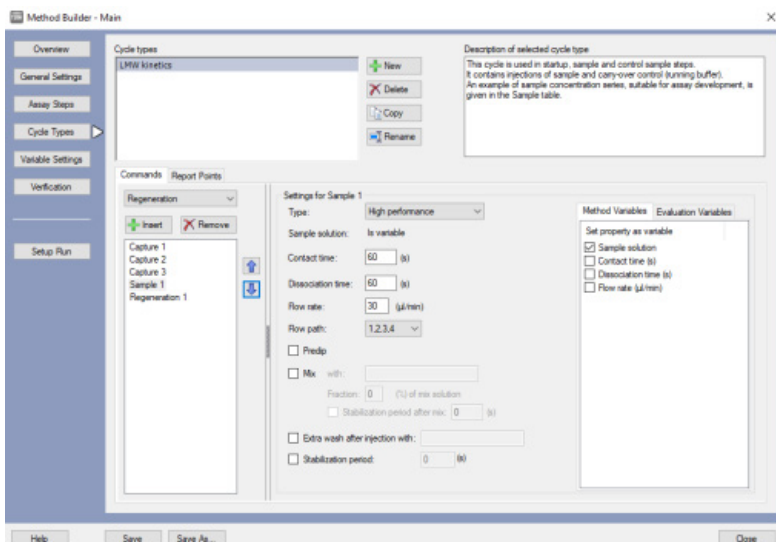 Method Builder - Main
Overview
General Settings
Assay Steps
Cycle Types
Variable Settings
Verification
Setup Run
Cycle types
LMW kinetics
New
Delete
Copy
Rename
Description of selected cycle type
This cycle is used in startup, sample and control sample steps.
It contains injections of sample and carry-over control (running buffer).
An example of sample concentration series, suitable for assay development, is
given in the Sample table.
Commands Report Points
Regeneration
Insert Remove
Capture 1
Capture 2
Capture 3
Sample 1
Regeneration 1
Settings for Sample 1
Type: High performance
Sample solution: Is variable
Contact time: 60 (s)
Dissociation time: 60 (s)
Flow rate: 30 (µl/min)
Flow path: 1,2,3,4
Predip
Mix with:
Fraction: 0 (%) of mix solution
Stabilization period after mix: 0 (s)
Extra wash after injection with:
Stabilization period: 0 (s)
Method Variables Evaluation Variables
Set property as variable
Sample solution
Contact time (s)
Dissociation time (s)
Flow rate (µl/min)
Help Save Save As... Close